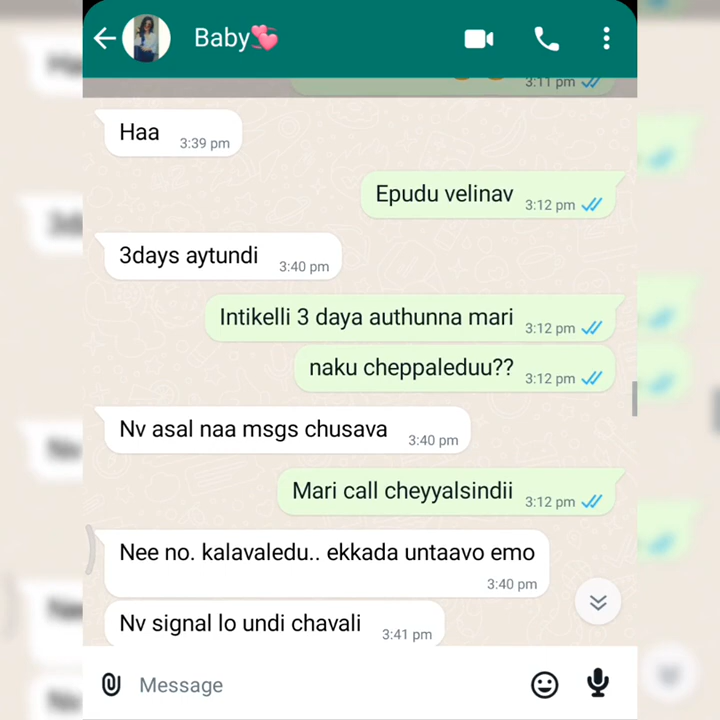 Baby
3:11 pm
Haa 3:39 pm
Epudu velinav 3:12 pm
3days aytundi 3:40 pm
Intikelli 3 daya authunna mari 3:12 pm
naku cheppaleduu?? 3:12 pm
Nv asal naa msgs chusava 3:40 pm
Mari call cheyyalsindii 3:12 pm
Nee no. kalavaledu.. ekkada untaavo emo
3:40 pm
Nv signal lo undi chavali 3:41 pm
Message